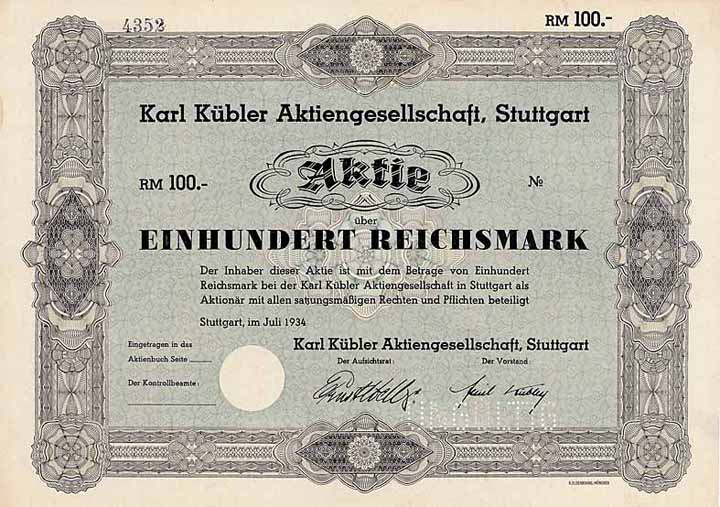 4352
RM 100.-
Karl Kübler Aktiengesellschaft, Stuttgart
Aktie
RM 100.-
№
über
EINHUNDERT REICHSMARK
Der Inhaber dieser Aktie ist mit dem Betrage von Einhundert
Reichsmark bei der Karl Kübler Aktiengesellschaft in Stuttgart als
Aktionär mit allen satzungsmäßigen Rechten und Pflichten beteiligt
Stuttgart, im Juli 1934
Eingetragen in das
Aktienbuch Seite
Der Kontrollbeamte:
Karl Kübler Aktiengesellschaft, Stuttgart
Der Aufsichtsrat:
Der Vorstand: